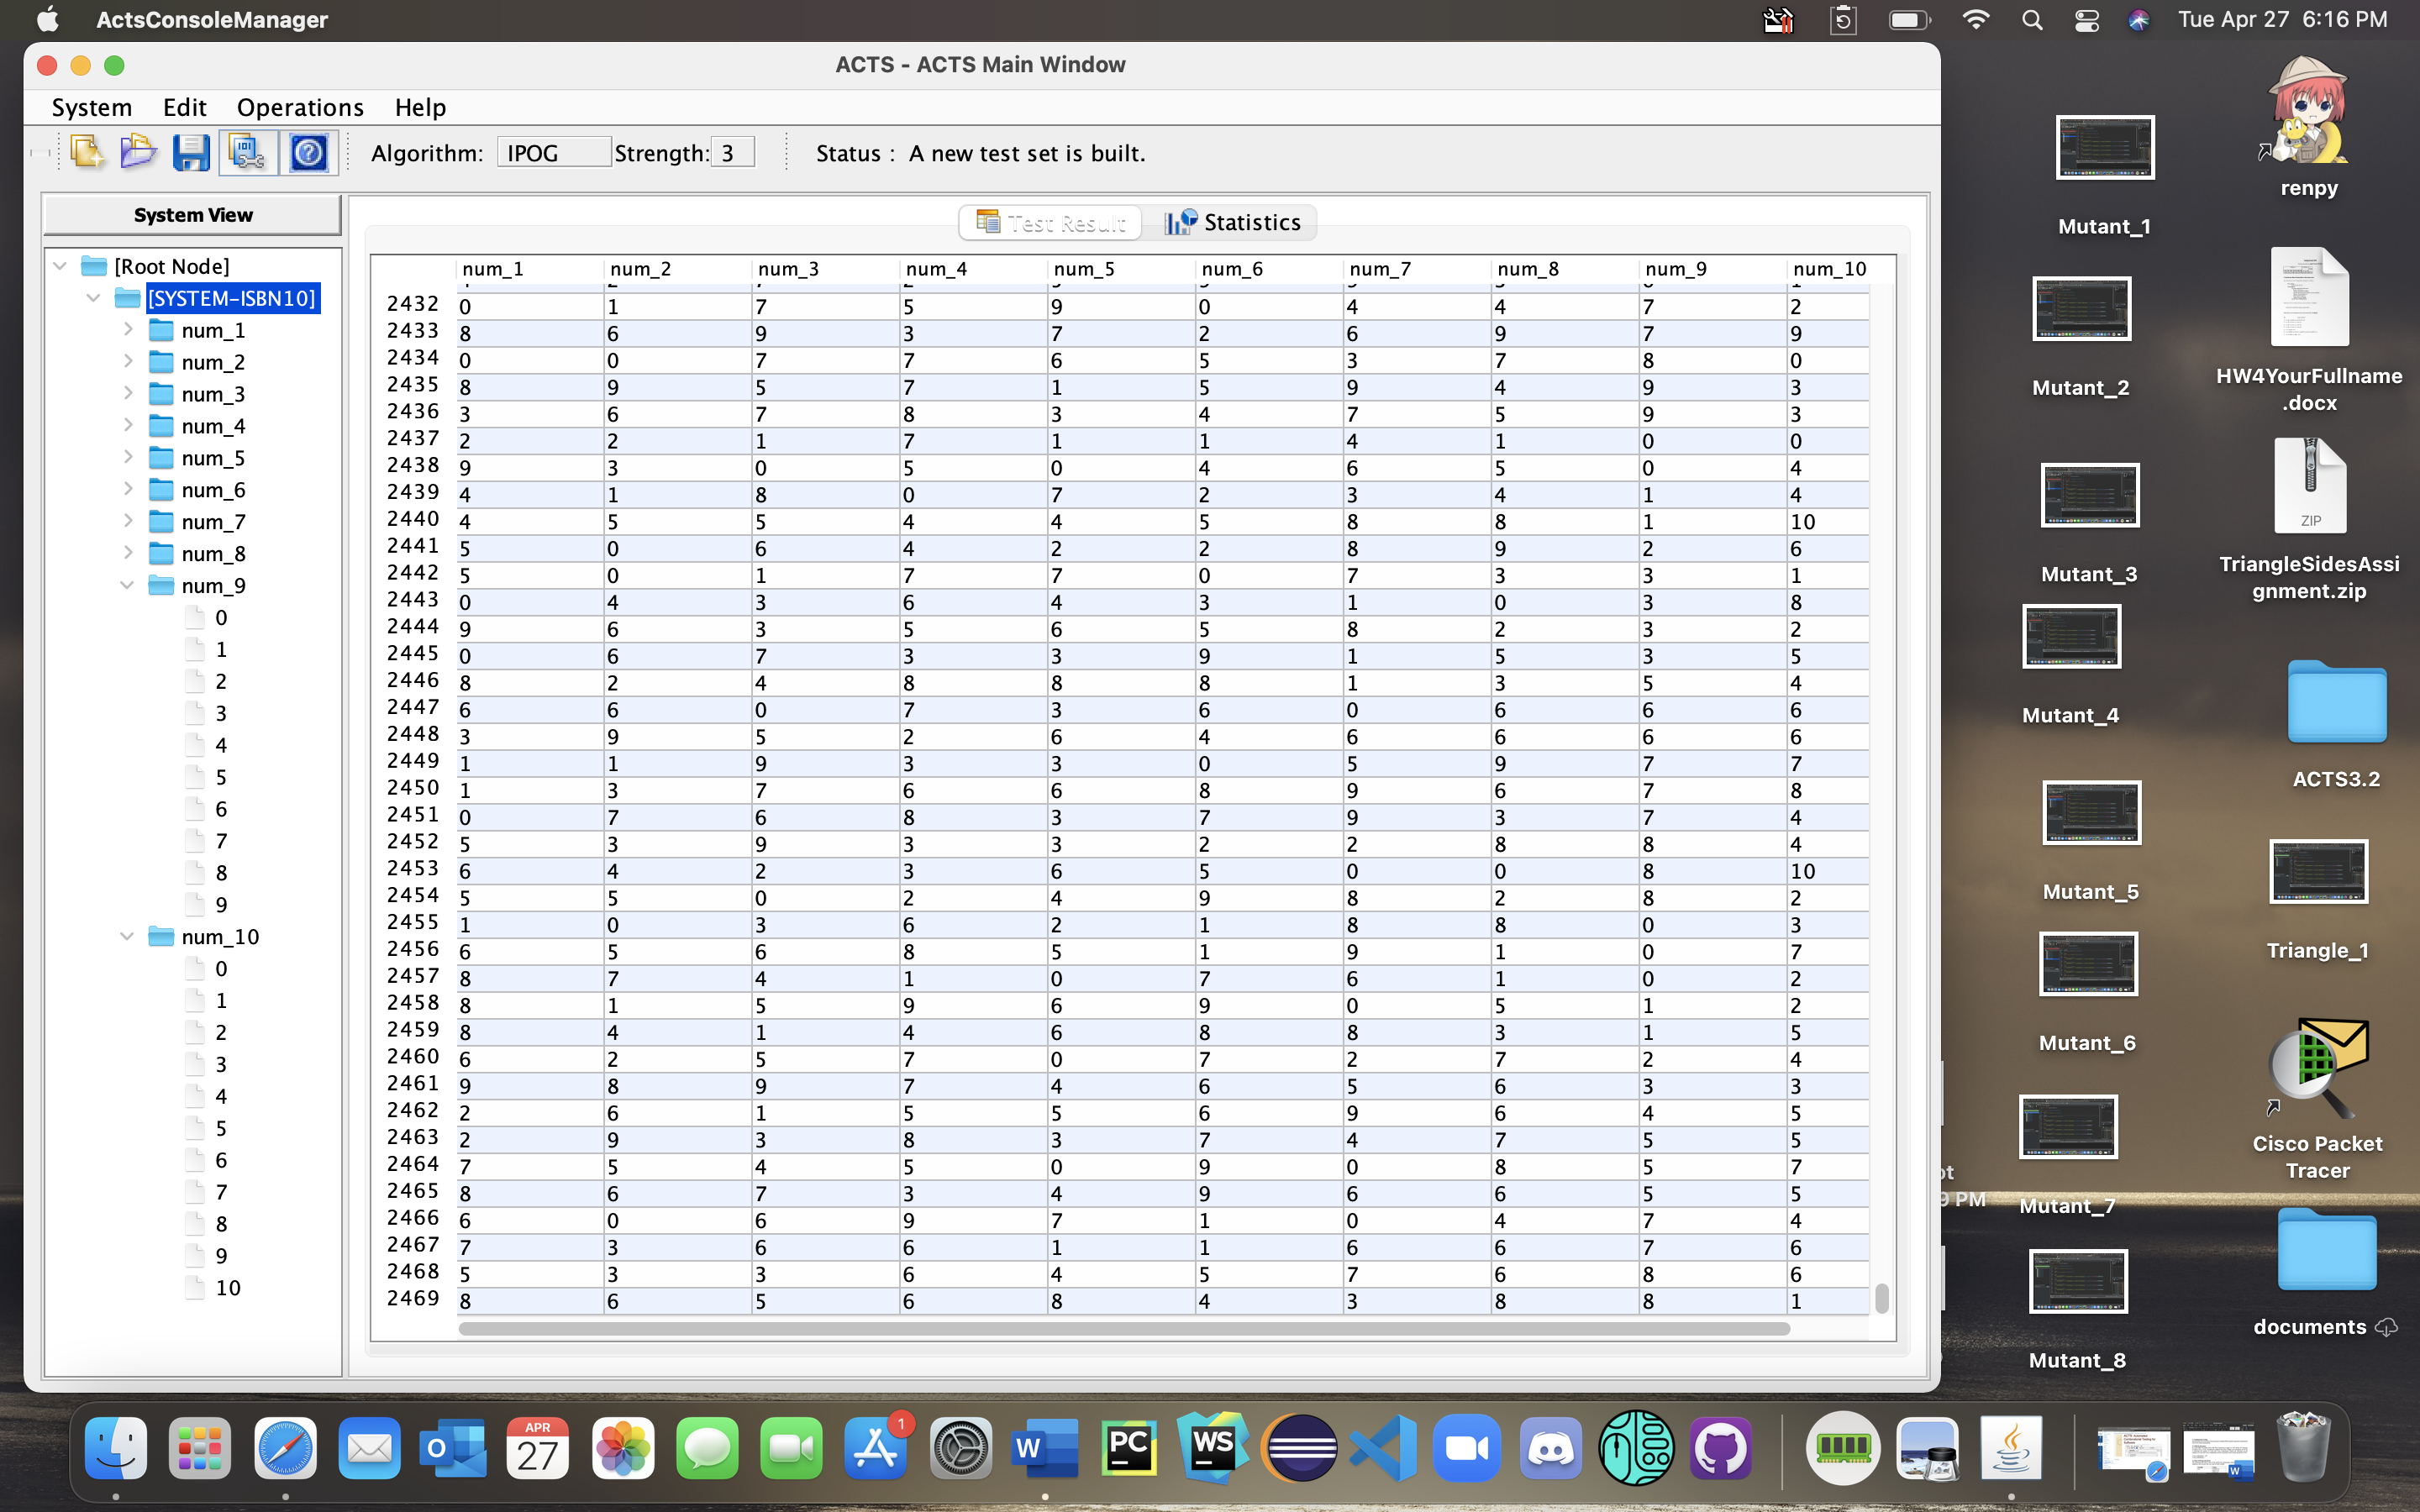 ActsConsoleManager Tue Apr 27 6:16 PM
ACTS - ACTS Main Window
System Edit Operations Help
Algorithm: IPOG Strength: 3 Status : A new test set is built.
System View
[Root Node]
[SYSTEM-ISBN10]
num_1
num_2
num_3
num_4
num_5
num_6
num_7
num_8
num_9
0
1
2
3
4
5
6
7
8
9
num_10
0
1
2
3
4
5
6
7
8
9
10
Test Result Statistics
num_1 num_2 num_3 num_4 num_5 num_6 num_7 num_8 num_9 num_10
2432 0 1 7 5 9 0 4 4 7 2
2433 8 6 9 3 7 2 6 9 7 9
2434 0 0 7 7 6 5 3 7 8 0
2435 8 9 5 7 1 5 9 4 9 3
2436 3 6 7 8 3 4 7 5 9 3
2437 2 2 1 7 1 1 4 1 0 0
2438 9 3 0 5 0 4 6 5 0 4
2439 4 1 8 0 7 2 3 4 1 4
2440 4 5 5 4 4 5 8 8 1 10
2441 5 0 6 4 2 2 8 9 2 6
2442 5 0 1 7 7 0 7 3 3 1
2443 0 4 3 6 4 3 1 0 3 8
2444 9 6 3 5 6 5 8 2 3 2
2445 0 6 7 3 3 9 1 5 3 5
2446 8 2 4 8 8 8 1 3 5 4
2447 6 6 0 7 3 6 0 6 6 6
2448 3 9 5 2 6 4 6 6 6 6
2449 1 1 9 3 3 0 5 9 7 7
2450 1 3 7 6 6 8 9 6 7 8
2451 0 7 6 8 3 7 9 3 7 4
2452 5 3 9 3 3 2 2 8 8 4
2453 6 4 2 3 6 5 0 0 8 10
2454 5 5 0 2 4 9 8 2 8 2
2455 1 0 3 6 2 1 8 8 0 3
2456 6 5 6 8 5 1 9 1 0 7
2457 8 7 4 1 0 7 6 1 0 2
2458 8 1 5 9 6 9 0 5 1 2
2459 8 4 1 4 6 8 8 3 1 5
2460 6 2 5 7 0 7 2 7 2 4
2461 9 8 9 7 4 6 5 6 3 3
2462 2 6 1 5 5 6 9 6 4 5
2463 2 9 3 8 3 7 4 7 5 5
2464 7 5 4 5 0 9 0 8 5 7
2465 8 6 7 3 4 9 6 6 5 5
2466 6 0 6 9 7 1 0 4 7 4
2467 7 3 6 6 1 1 6 6 7 6
2468 5 3 3 6 4 5 7 6 8 6
2469 8 6 5 6 8 4 3 8 8 1
Mutant_1
Mutant_2
Mutant_3
Mutant_4
Mutant_5
Mutant_6
Mutant_7
Mutant_8
9 PM
renpy
HW4YourFullname
.docx
ZIP
TriangleSidesAssi
gnment.zip
ACTS3.2
Triangle_1
Cisco Packet
Tracer
documents
APR
27
1
PC
WS
W